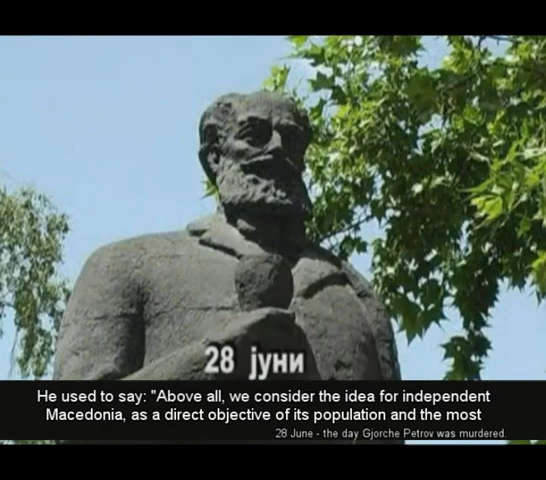 28 јуни
He used to say: "Above all, we consider the idea for independent
Macedonia, as a direct objective of its population and the most
28 June - the day Gjorche Petrov was murdered.